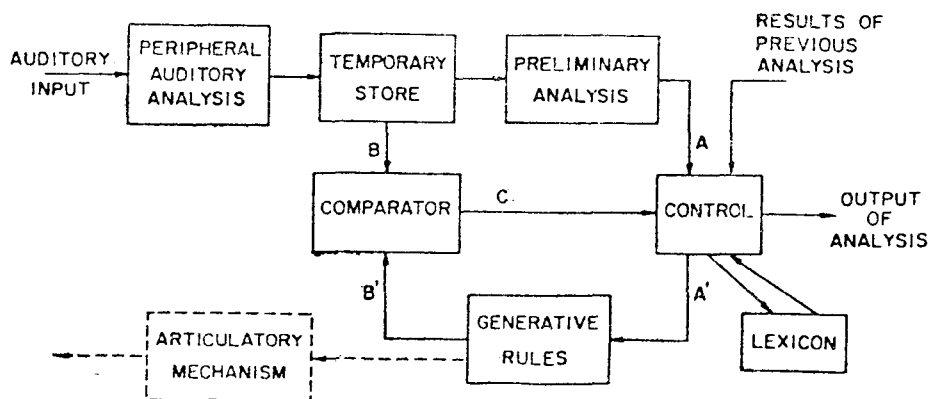 AUDITORY
INPUT
PERIPHERAL
AUDITORY
ANALYSIS
TEMPORARY
STORE
PRELIMINARY
ANALYSIS
RESULTS OF
PREVIOUS
ANALYSIS
B
A
COMPARATOR
C
CONTROL
OUTPUT
OF
ANALYSIS
B'
A'
ARTICULATORY
MECHANISM
GENERATIVE
RULES
LEXICON